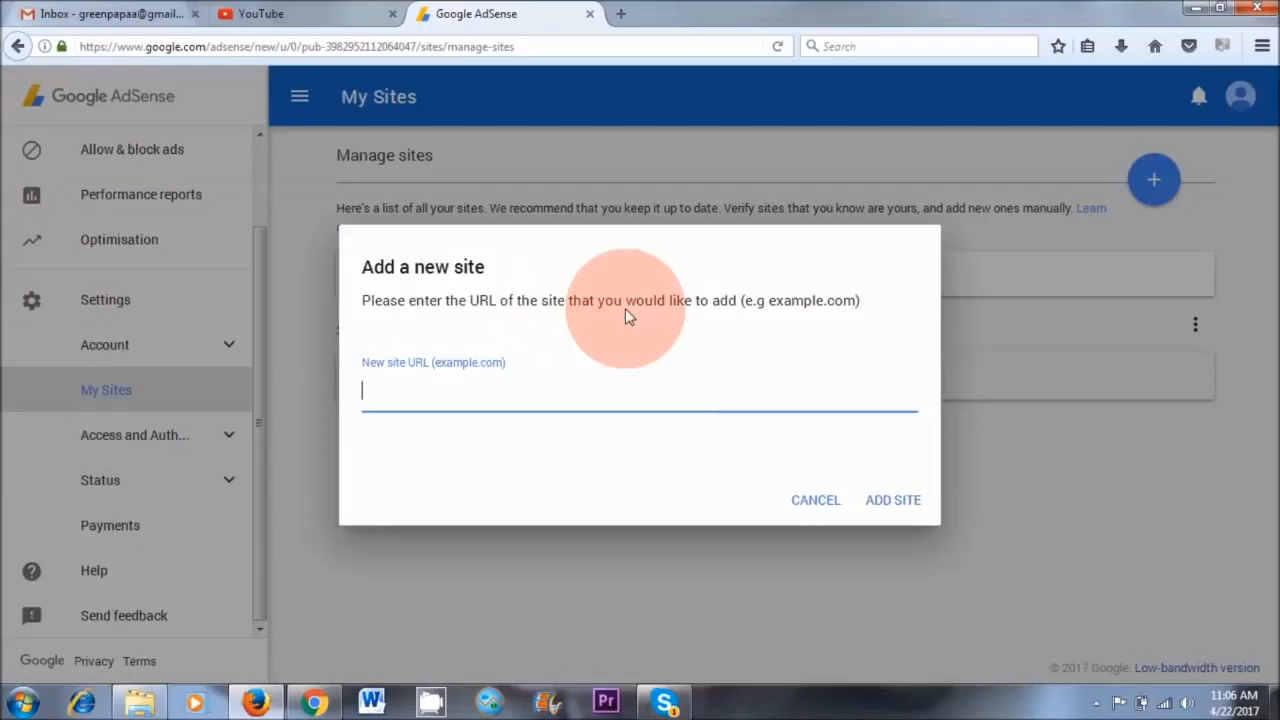 Inbox - greenpapaa@gmail...
YouTube
Google AdSense
https://www.google.com/adsense/new/u/0/pub-3982952112064047/sites/manage-sites
Search
Google AdSense
My Sites
Allow & block ads
Performance reports
Optimisation
Settings
Account
My Sites
Access and Auth...
Status
Payments
Help
Send feedback
Google Privacy Terms
Manage sites
Here's a list of all your sites. We recommend that you keep it up to date. Verify sites that you know are yours, and add new ones manually. Learn
Add a new site
Please enter the URL of the site that you would like to add (e.g example.com)
New site URL (example.com)
CANCEL ADD SITE
© 2017 Google. Low-bandwidth version
W
Pr
S
1
11:06 AM
4/22/2017